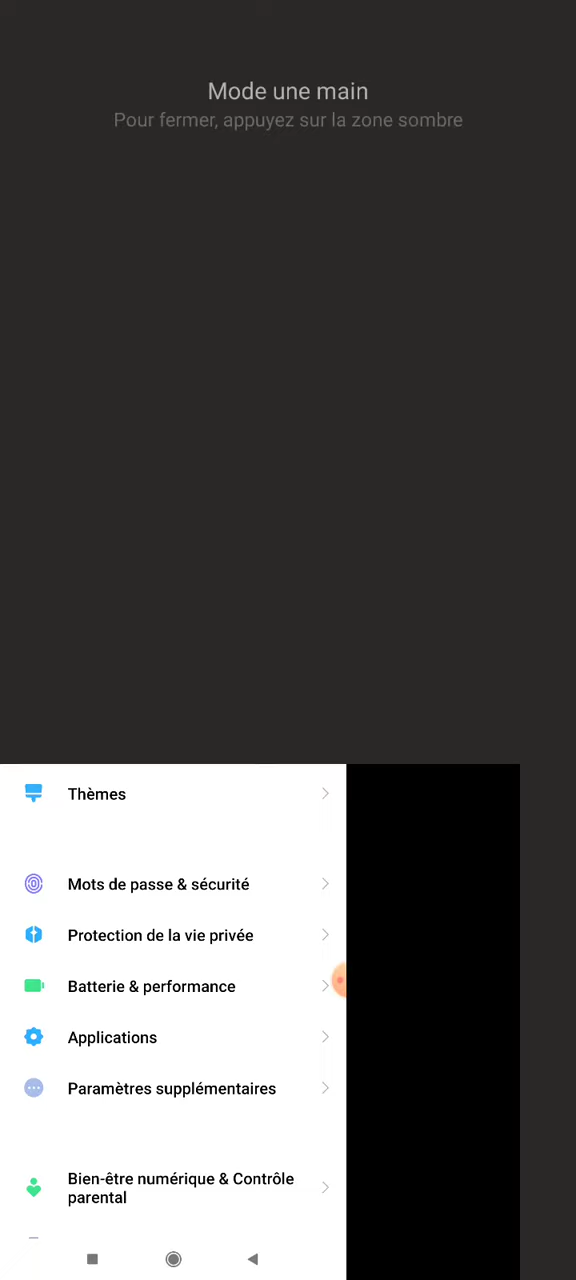 Mode une main
Pour fermer, appuyez sur la zone sombre
Thèmes
Mots de passe & sécurité
Protection de la vie privée
Batterie & performance
Applications
Paramètres supplémentaires
Bien-être numérique & Contrôle
parental